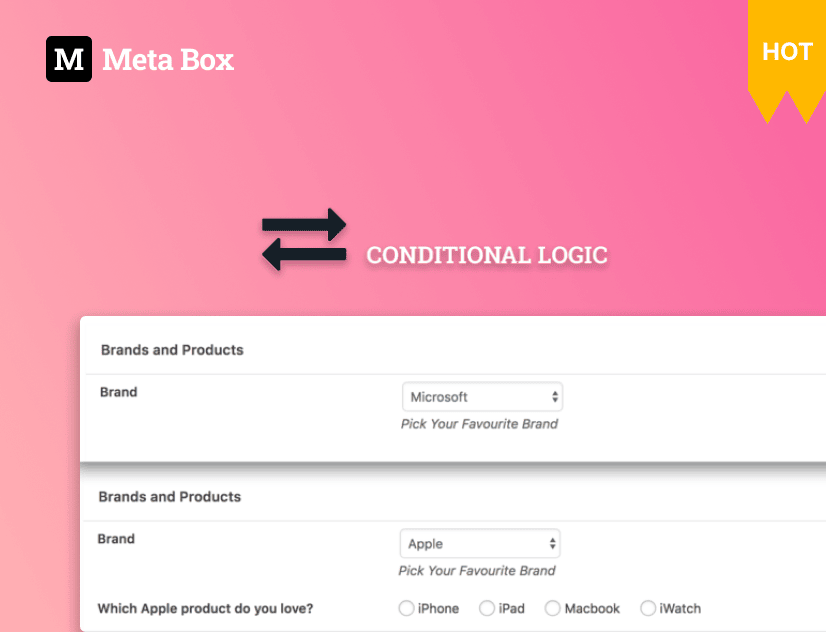 M Meta Box
HOT
CONDITIONAL LOGIC
Brands and Products
Brand
Microsoft
Pick Your Favourite Brand
Brands and Products
Brand
Apple
Pick Your Favourite Brand
Which Apple product do you love? iPhone iPad Macbook iWatch